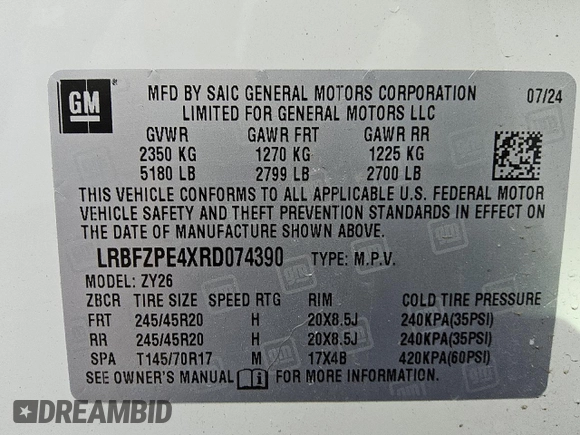 GM
MFD BY SAIC GENERAL MOTORS CORPORATION 07/24
LIMITED FOR GENERAL MOTORS LLC
GVWR GAWR FRT GAWR RR
2350 KG 1270 KG 1225 KG
5180 LB 2799 LB 2700 LB
THIS VEHICLE CONFORMS TO ALL APPLICABLE U.S. FEDERAL MOTOR
VEHICLE SAFETY AND THEFT PREVENTION STANDARDS IN EFFECT ON
THE DATE OF MANUFACTURE SHOWN ABOVE.
LRBFZPE4XRD074390 TYPE: M.P.V.
MODEL: ZY26
ZBCR TIRE SIZE SPEED RTG RIM COLD TIRE PRESSURE
FRT 245/45R20 H 20X8.5J 240KPA(35PSI)
RR 245/45R20 H 20X8.5J 240KPA(35PSI)
SPA T145/70R17 M 17X4B 420KPA(60PSI)
SEE OWNER'S MANUAL FOR MORE INFORMATION.
DREAMBID